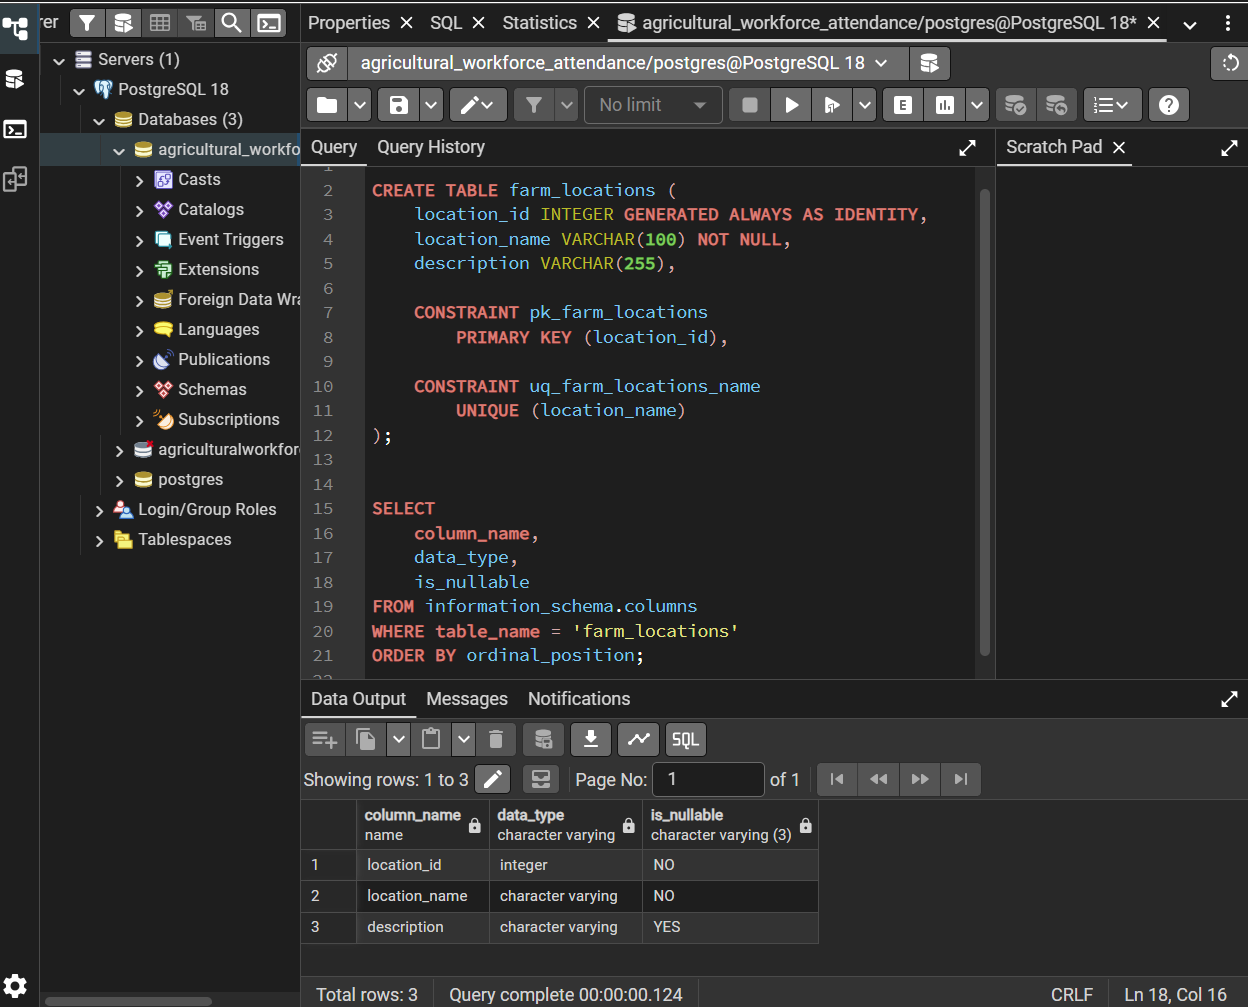 rer
Properties
SQL
Statistics
agricultural_workforce_attendance/postgres@PostgreSQL 18*
Servers (1)
PostgreSQL 18
Databases (3)
agricultural_workfo
Casts
Catalogs
Event Triggers
Extensions
Foreign Data Wra
Languages
Publications
Schemas
Subscriptions
agriculturalworkfor
postgres
Login/Group Roles
Tablespaces
agricultural_workforce_attendance/postgres@PostgreSQL 18
No limit
E
Query
Query History
Scratch Pad
1
2 CREATE TABLE farm_locations (
3 location_id INTEGER GENERATED ALWAYS AS IDENTITY,
4 location_name VARCHAR(100) NOT NULL,
5 description VARCHAR(255),
6
7 CONSTRAINT pk_farm_locations
8 PRIMARY KEY (location_id),
9
10 CONSTRAINT uq_farm_locations_name
11 UNIQUE (location_name)
12 );
13
14
15 SELECT
16 column_name,
17 data_type,
18 is_nullable
19 FROM information_schema.columns
20 WHERE table_name = 'farm_locations'
21 ORDER BY ordinal_position;
22
Data Output
Messages
Notifications
SQL
Showing rows: 1 to 3
Page No: 1 of 1
column_name name
data_type character varying
is_nullable character varying (3)
1 location_id integer NO
2 location_name character varying NO
3 description character varying YES
Total rows: 3
Query complete 00:00:00.124
CRLF
Ln 18, Col 16